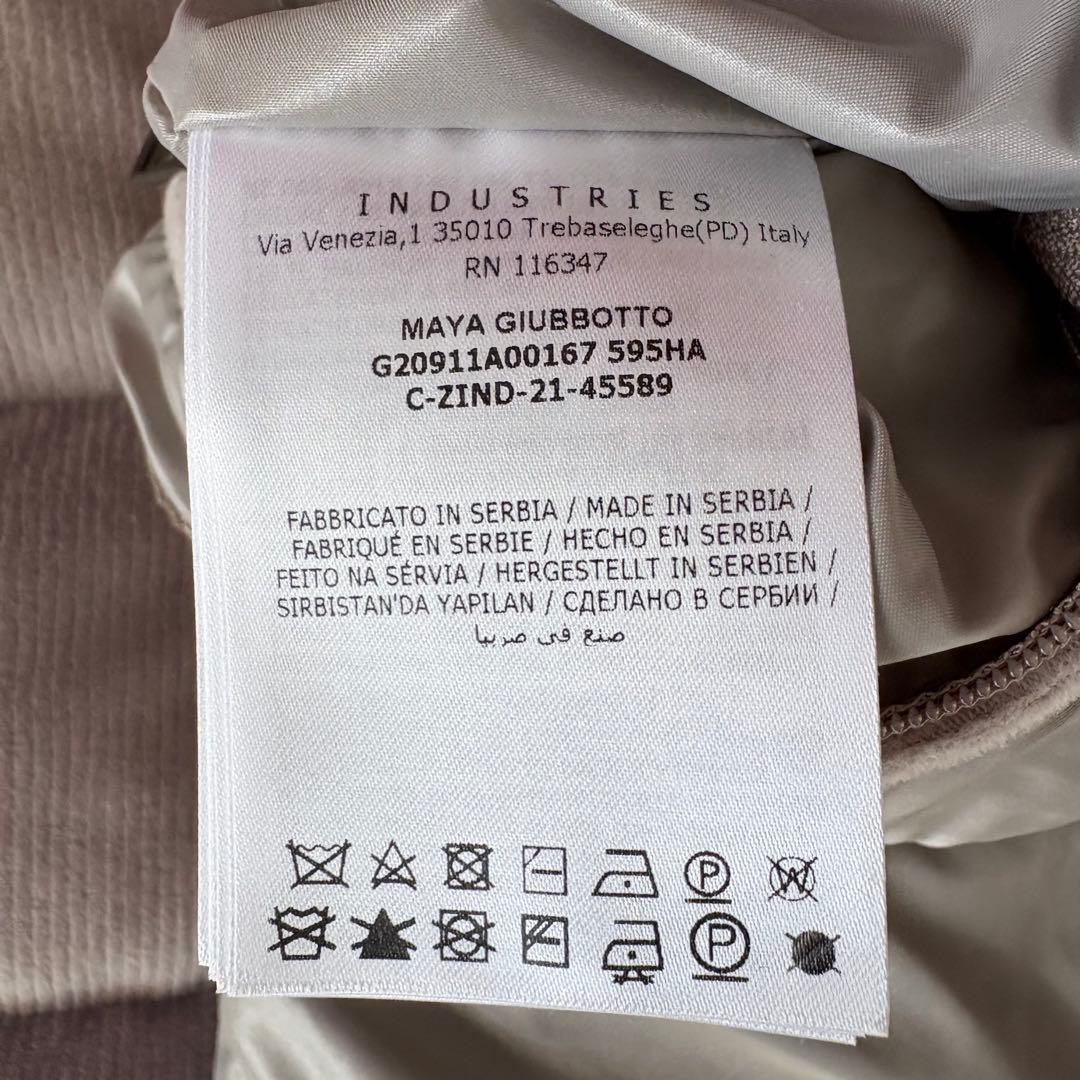 INDUSTRIES
Via Venezia,1 35010 Trebaseleghe(PD) Italy
RN 116347
MAYA GIUBBOTTO
G20911A00167 595HA
C-ZIND-21-45589
FABBRICATO IN SERBIA / MADE IN SERBIA /
FABRIQUÉ EN SERBIE / HECHO EN SERBIA /
FEITO NA SÉRVIA / HERGESTELLT IN SERBIEN /
SIRBISTAN'DA YAPILAN / СДЕЛАНО В СЕРБИИ /
صنع في صربيا
P W
P